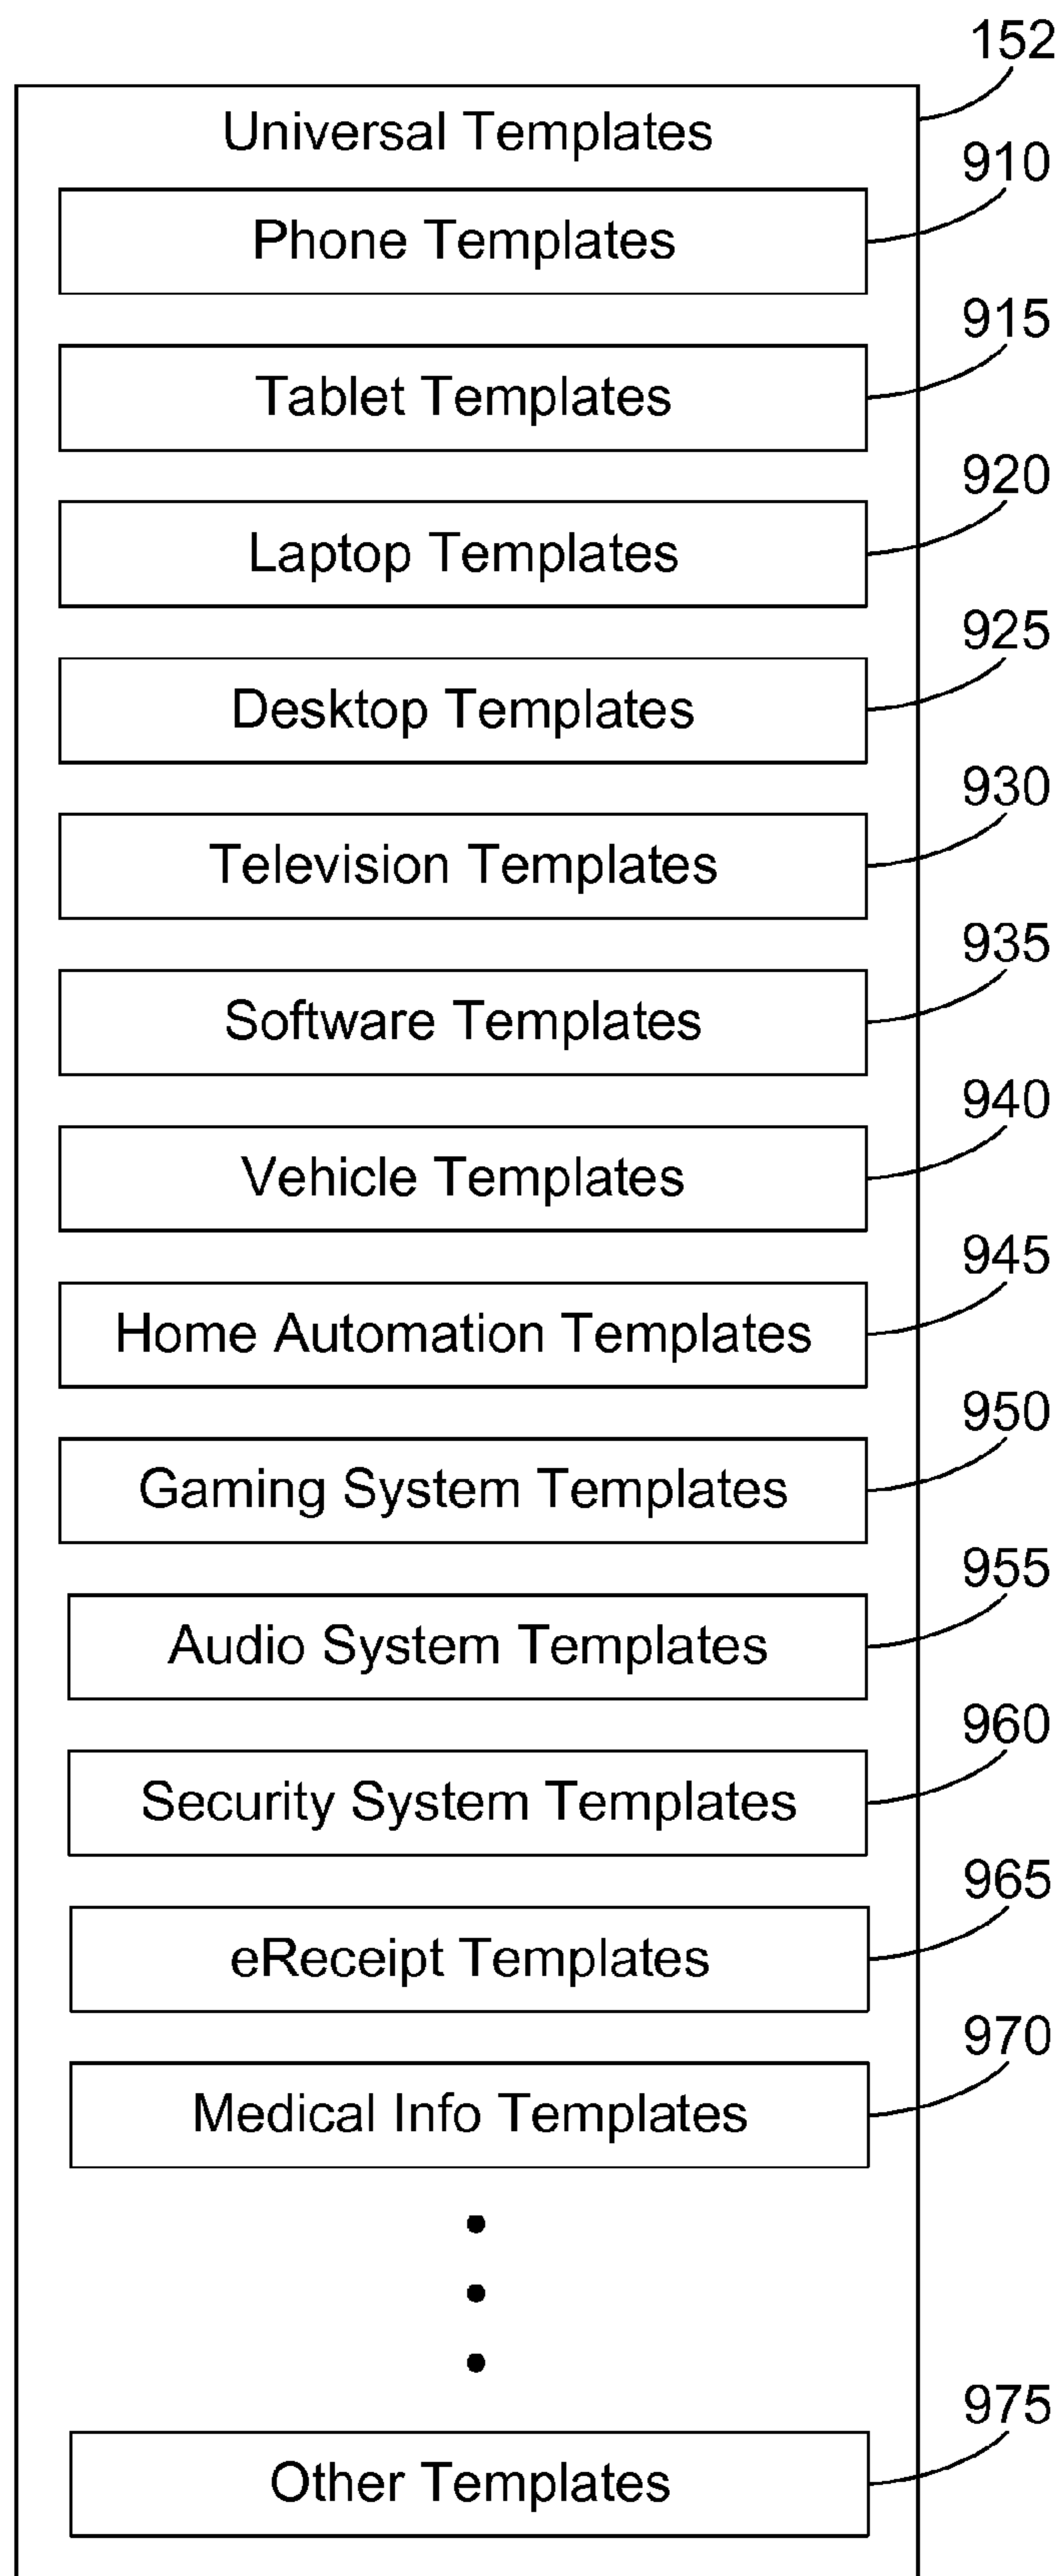 152
Universal Templates
910
Phone Templates
915
Tablet Templates
920
Laptop Templates
925
Desktop Templates
930
Television Templates
935
Software Templates
940
Vehicle Templates
945
Home Automation Templates
950
Gaming System Templates
955
Audio System Templates
960
Security System Templates
965
eReceipt Templates
970
Medical Info Templates
975
Other Templates